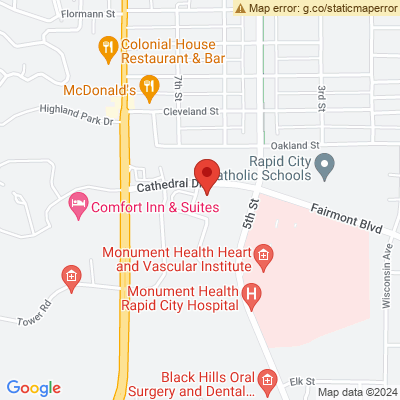 Map error: g.co/staticmaperror
Flormann St
Colonial House
Restaurant & Bar
7th St
McDonald's
3rd St
Highland Park Dr
Cleveland St
Oakland St
Rapid City
Catholic Schools
Cathedral Dr
Comfort Inn & Suites
5th St
Fairmont Blvd
Monument Health Heart
and Vascular Institute
Wisconsin Ave
Monument Health
Rapid City Hospital
Tower Rd
Black Hills Oral
Surgery and Dental...
Elk St
Google
Map data ©2024